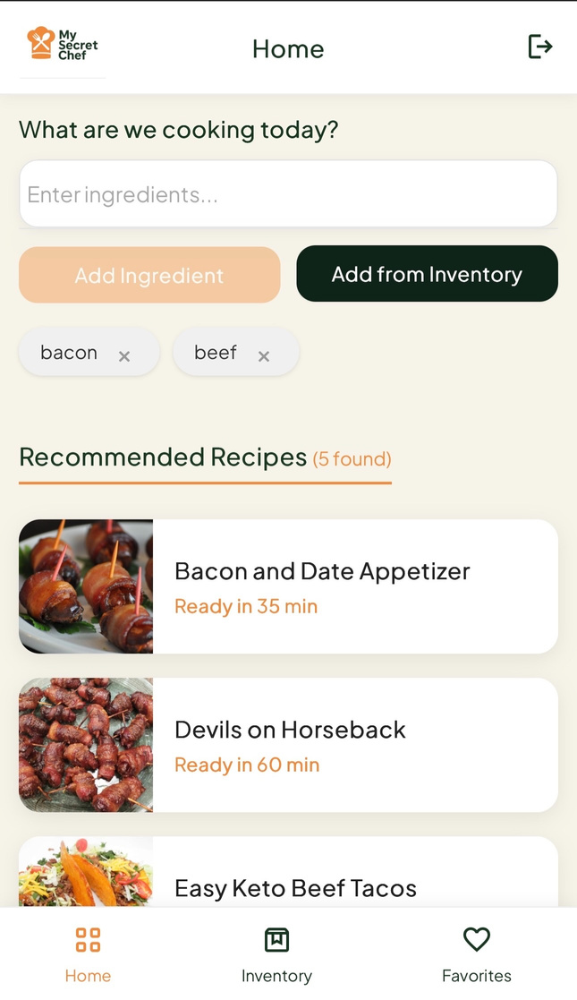 My
Secret
Chef
Home
What are we cooking today?
Enter ingredients...
Add Ingredient
Add from Inventory
bacon ×
beef ×
Recommended Recipes (5 found)
Bacon and Date Appetizer
Ready in 35 min
Devils on Horseback
Ready in 60 min
Easy Keto Beef Tacos
Home
Inventory
Favorites